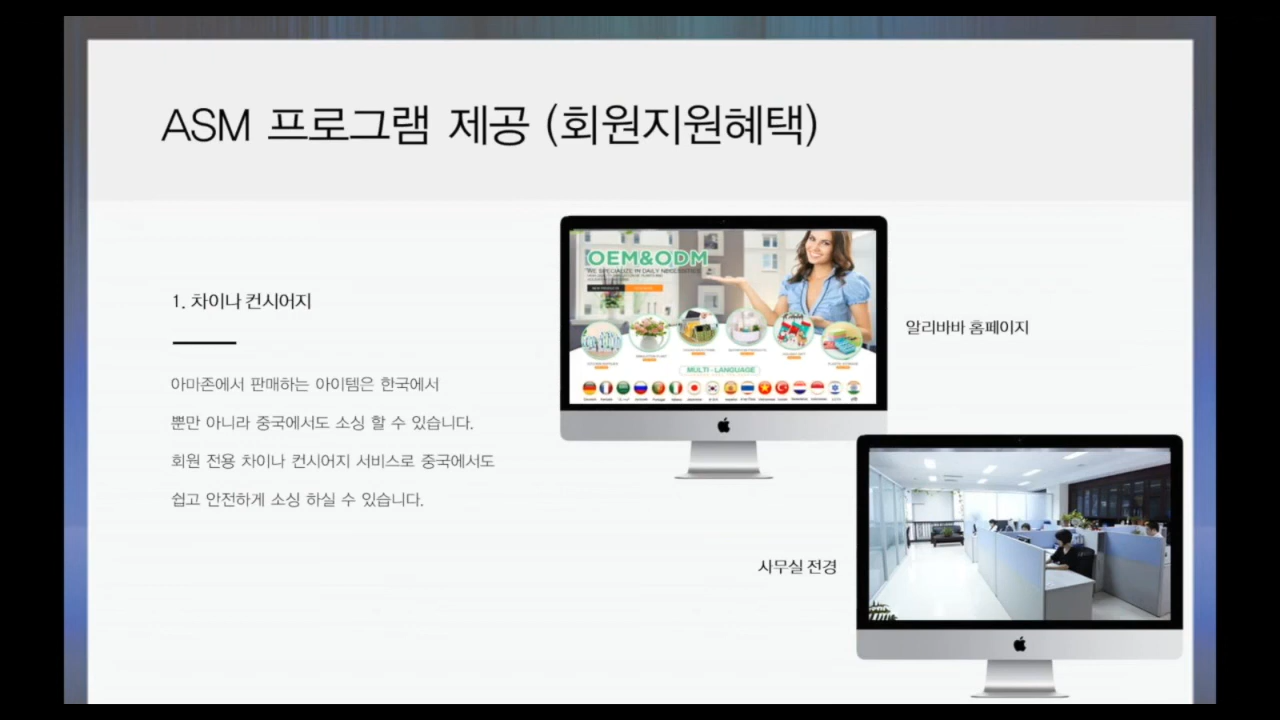 ASM 프로그램 제공 (회원지원혜택)
1. 차이나 컨시어지
아마존에서 판매하는 아이템은 한국에서
뿐만 아니라 중국에서도 소싱 할 수 있습니다.
회원 전용 차이나 컨시어지 서비스로 중국에서도
쉽고 안전하게 소싱 하실 수 있습니다.
OEM&ODM
WE SPECIALIZE IN DAILY NECESSITIES
MULTI - LANGUAGE
알리바바 홈페이지
사무실 전경